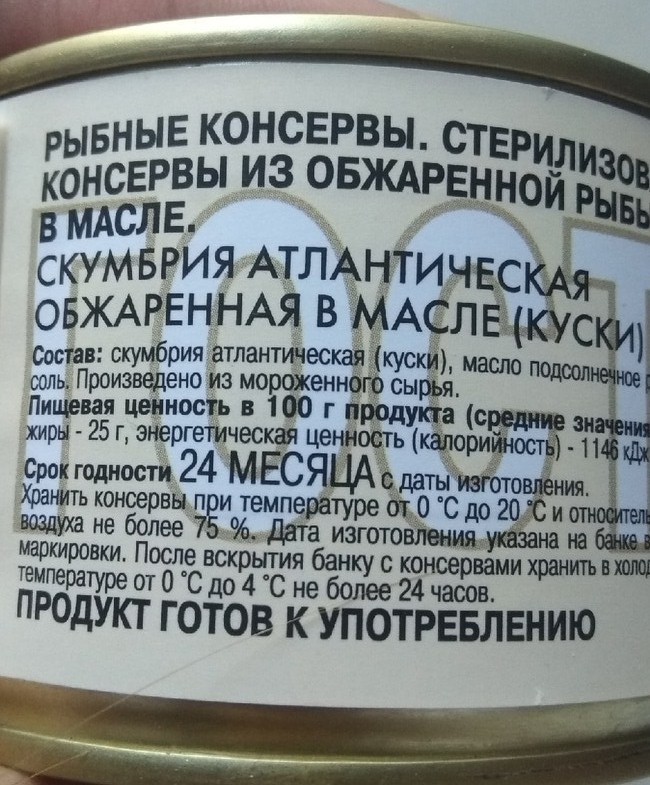 РЫБНЫЕ КОНСЕРВЫ. СТЕРИЛИЗОВ
КОНСЕРВЫ ИЗ ОБЖАРЕННОЙ РЫБЫ
В МАСЛЕ.
СКУМБРИЯ АТЛАНТИЧЕСКАЯ
ОБЖАРЕННАЯ В МАСЛЕ (КУСКИ)
Состав: скумбрия атлантическая (куски), масло подсолнечное
соль. Произведено из мороженного сырья.
Пищевая ценность в 100 г продукта (средние значения
жиры - 25 г, энергетическая ценность (калорийность) - 1146 кДж
Срок годности 24 МЕСЯЦА с даты изготовления.
Хранить консервы при температуре от 0 °C до 20 °C и относитель
воздуха не более 75 %. Дата изготовления указана на банке в
маркировки. После вскрытия банку с консервами хранить в холод
температуре от 0 °C до 4 °C не более 24 часов.
ПРОДУКТ ГОТОВ К УПОТРЕБЛЕНИЮ
ГОСТ